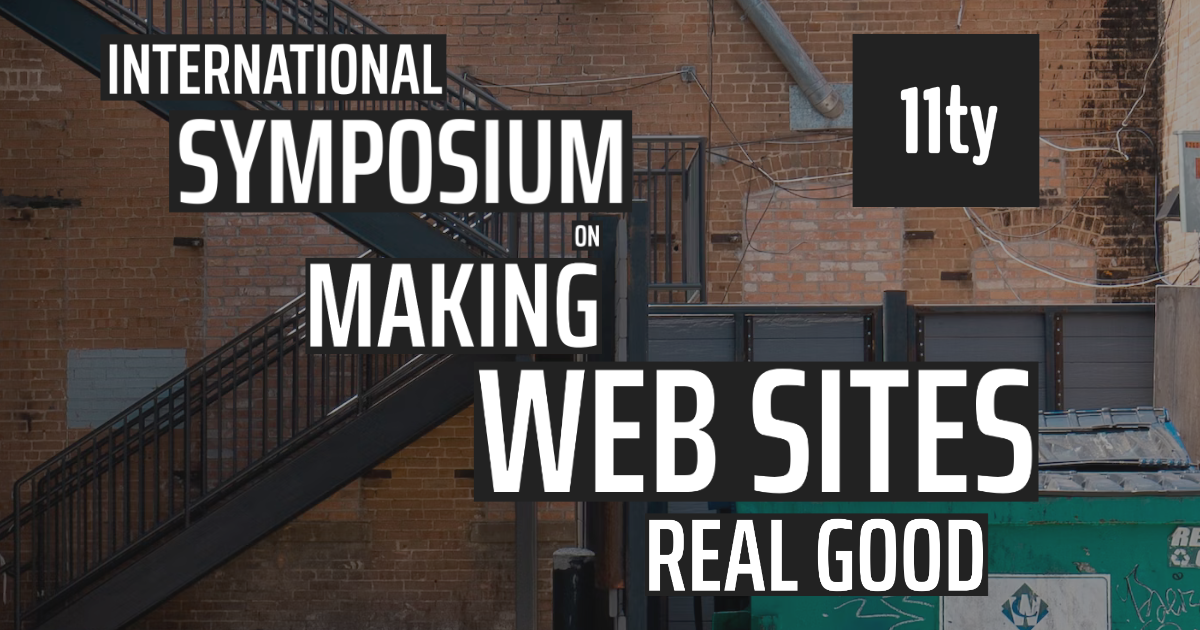 INTERNATIONAL
SYMPOSIUM
ON
MAKING
WEB SITES
REAL GOOD
11ty